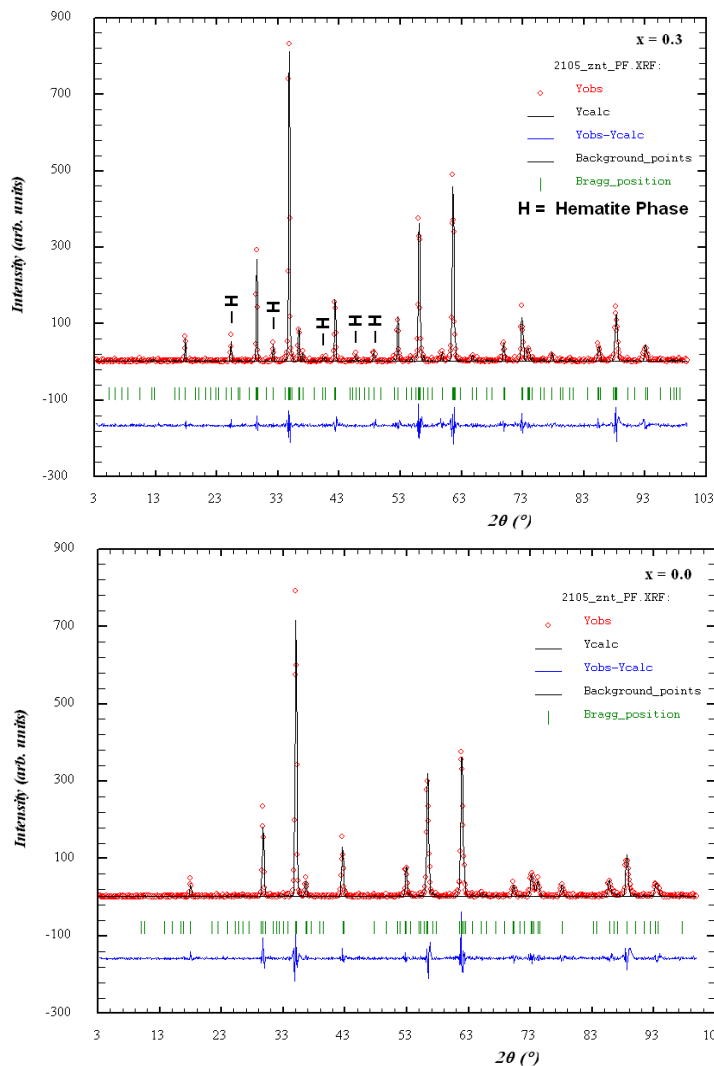 900
x = 0.3
2105_znt_PF.XRF:
Yobs
700
Ycalc
Yobs-Ycalc
Background_points
500
Bragg_position
H = Hematite Phase
Intensity (arb. units)
300
H H H H H
100
-100
-300
3 13 23 33 43 53 63 73 83 93 103
2θ (°)
900
x = 0.0
2105_znt_PF.XRF:
Yobs
700
Ycalc
Yobs-Ycalc
Background_points
500
Bragg_position
Intensity (arb. units)
300
100
-100
-300
3 13 23 33 43 53 63 73 83 93 10
2θ (°)